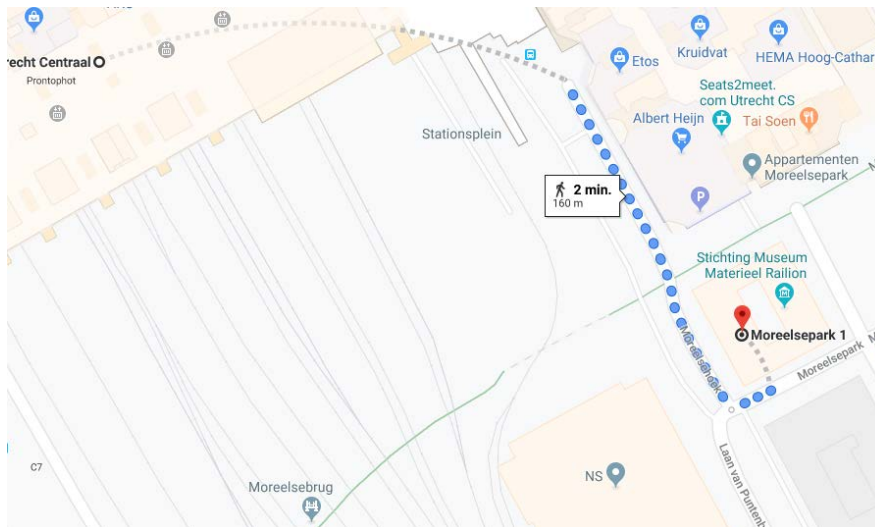 recht Centraal
Prontophot
Etos
Kruidvat
HEMA Hoog-Cathar
Seats2meet.
com Utrecht CS
Albert Heijn
Tai Soen
Stationsplein
Appartementen
Moreelsepark
2 min.
160 m
P
Stichting Museum
Materieel Railion
Moreelsepark 1
Moreelsehoek
Moreelsepark
M
C7
Moreelsebrug
NS
Laan van Puntenb